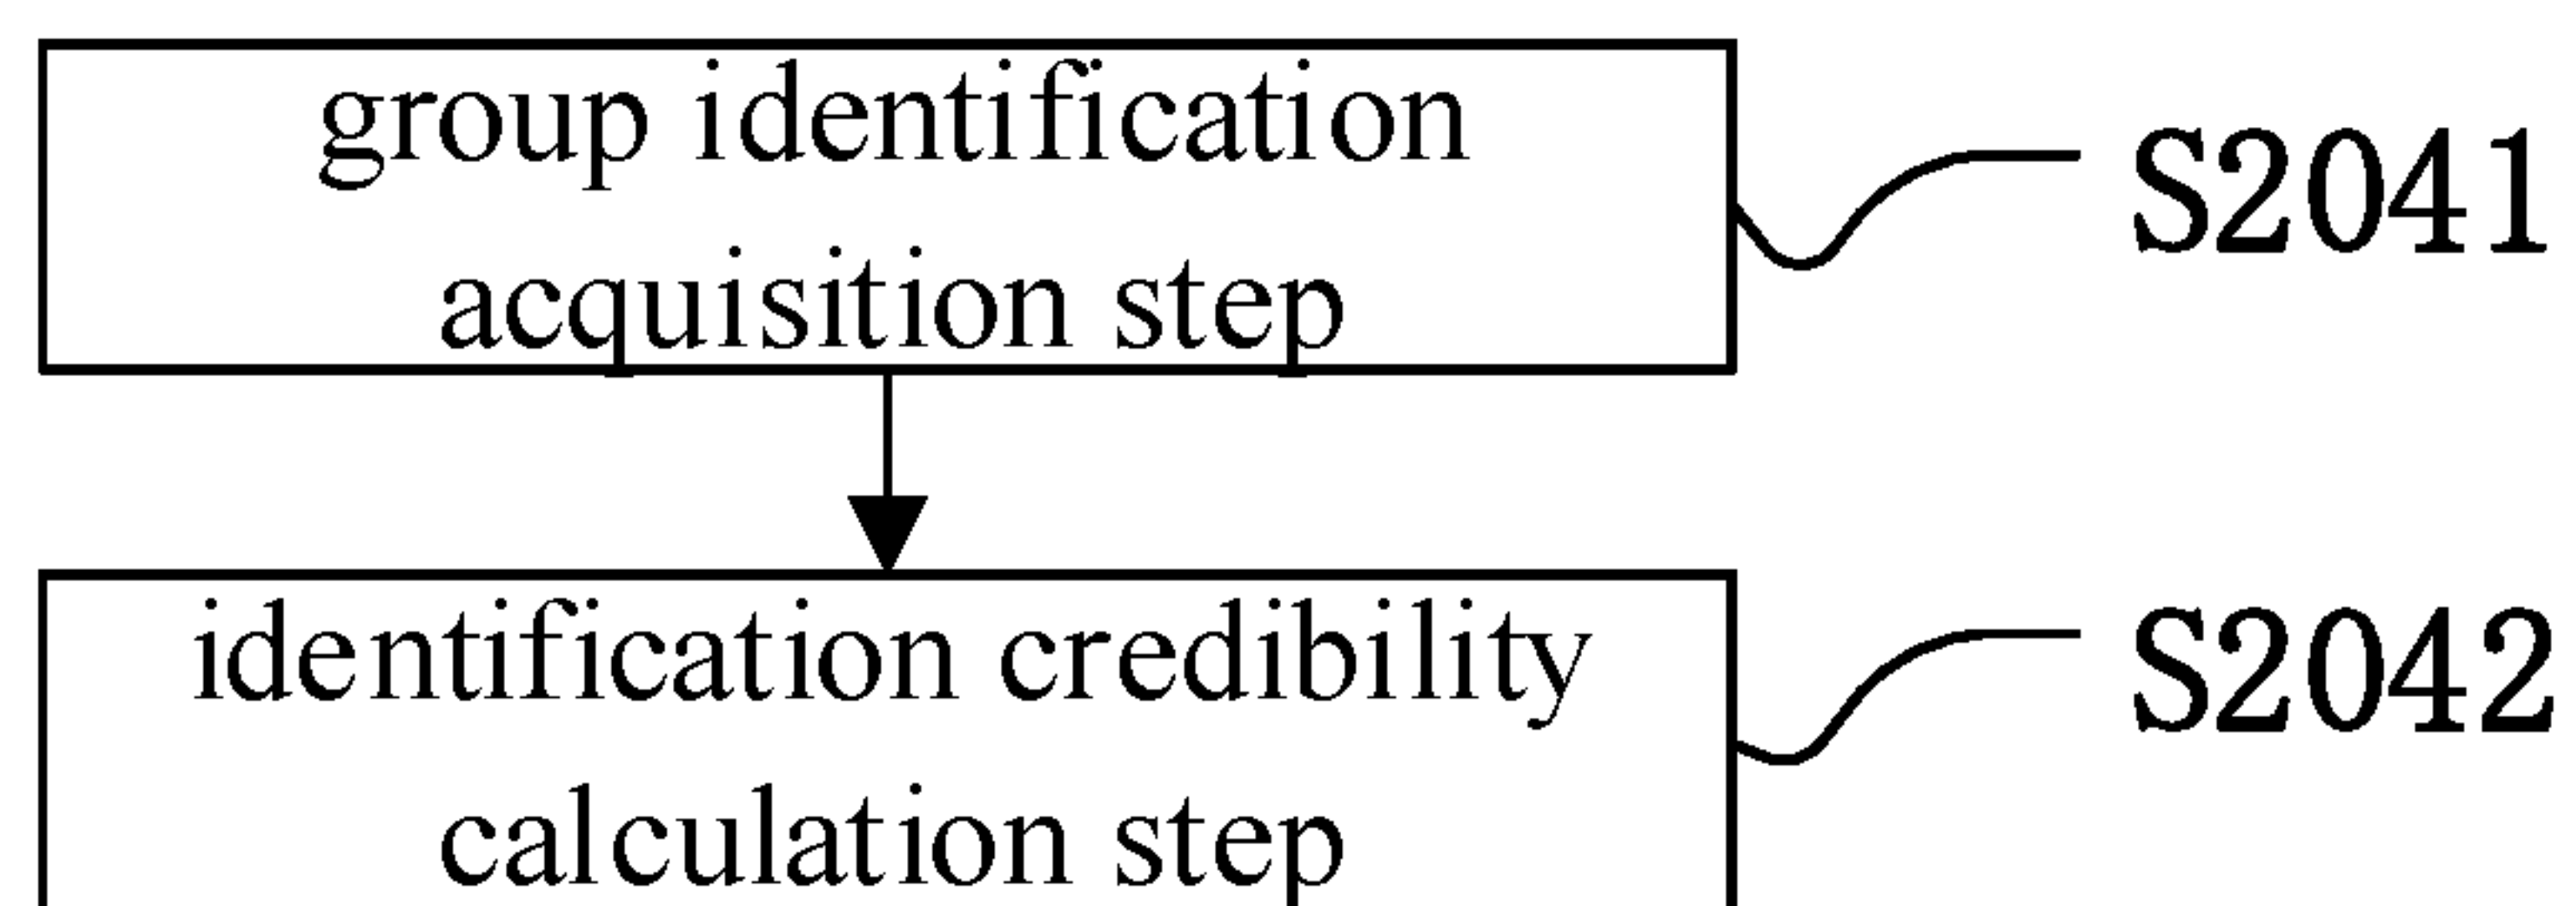 group identification
acquisition step
S2041
identification credibility
calculation step
S2042